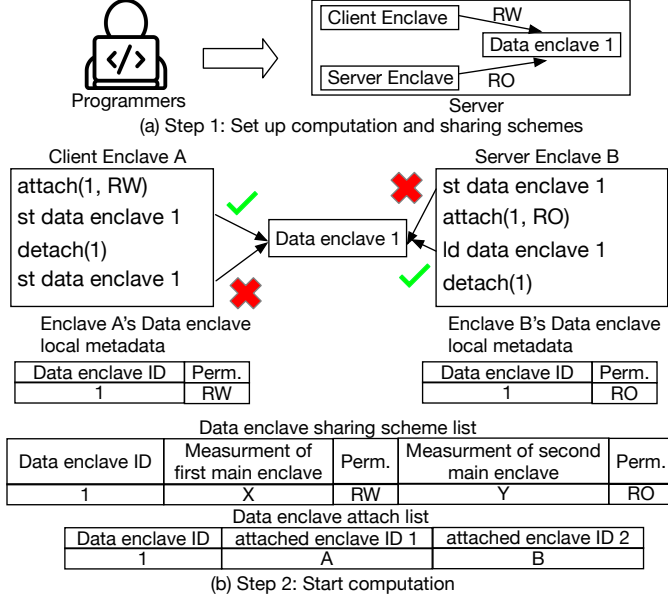 Client Enclave
RW
Data enclave 1
</>
Server Enclave
RO
Programmers
Server
(a) Step 1: Set up computation and sharing schemes
Client Enclave A
attach(1, RW)
st data enclave 1
detach(1)
st data enclave 1
Data enclave 1
Server Enclave B
st data enclave 1
attach(1, RO)
ld data enclave 1
detach(1)
Enclave A's Data enclave
local metadata
Data enclave ID Perm.
1 RW
Enclave B's Data enclave
local metadata
Data enclave ID Perm.
1 RO
Data enclave sharing scheme list
Data enclave ID Measurment of first main enclave Perm. Measurment of second main enclave Perm.
1 X RW Y RO
Data enclave attach list
Data enclave ID attached enclave ID 1 attached enclave ID 2
1 A B
(b) Step 2: Start computation